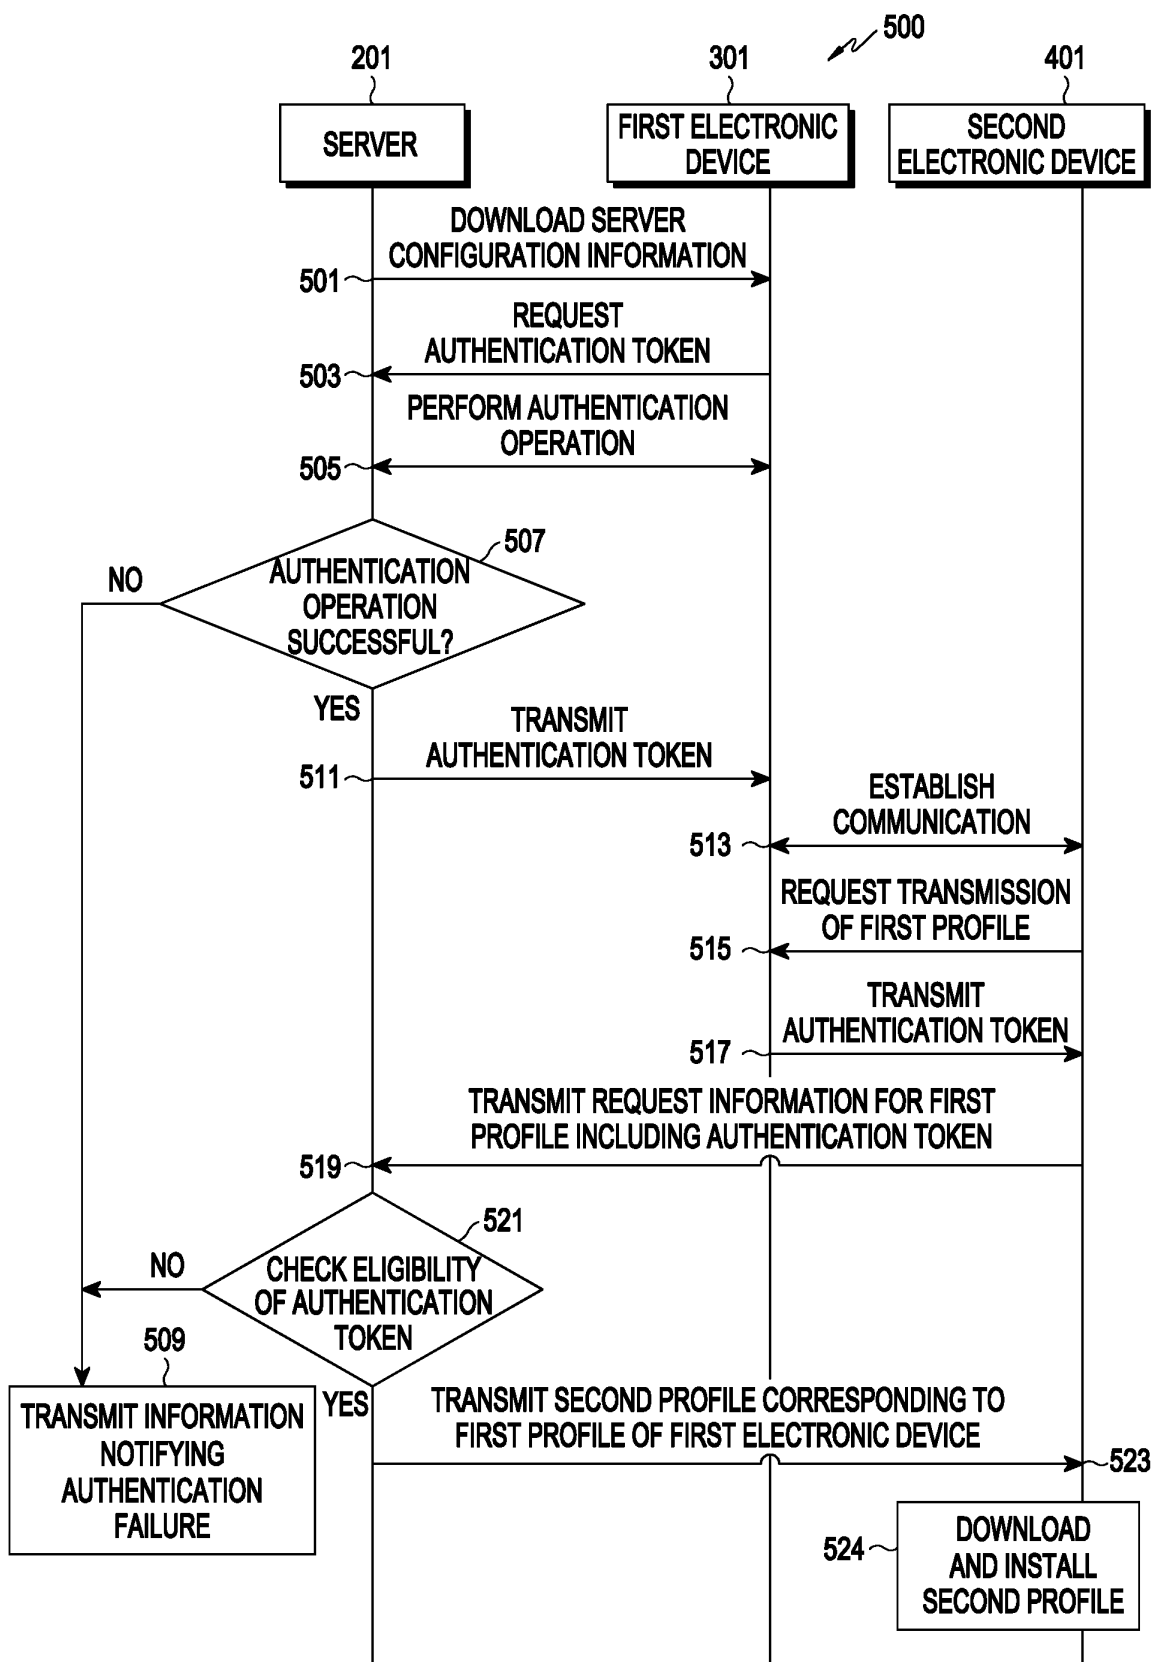 500
201
301
401
SERVER
FIRST ELECTRONIC
DEVICE
SECOND
ELECTRONIC DEVICE
DOWNLOAD SERVER
CONFIGURATION INFORMATION
501
REQUEST
AUTHENTICATION TOKEN
503
PERFORM AUTHENTICATION
OPERATION
505
507
NO
AUTHENTICATION
OPERATION
SUCCESSFUL?
YES
TRANSMIT
AUTHENTICATION TOKEN
511
ESTABLISH
COMMUNICATION
513
REQUEST TRANSMISSION
OF FIRST PROFILE
515
TRANSMIT
AUTHENTICATION TOKEN
517
TRANSMIT REQUEST INFORMATION FOR FIRST
PROFILE INCLUDING AUTHENTICATION TOKEN
519
521
NO
CHECK ELIGIBILITY
OF AUTHENTICATION
TOKEN
509
YES
TRANSMIT INFORMATION
NOTIFYING
AUTHENTICATION
FAILURE
TRANSMIT SECOND PROFILE CORRESPONDING TO
FIRST PROFILE OF FIRST ELECTRONIC DEVICE
523
524
DOWNLOAD
AND INSTALL
SECOND PROFILE